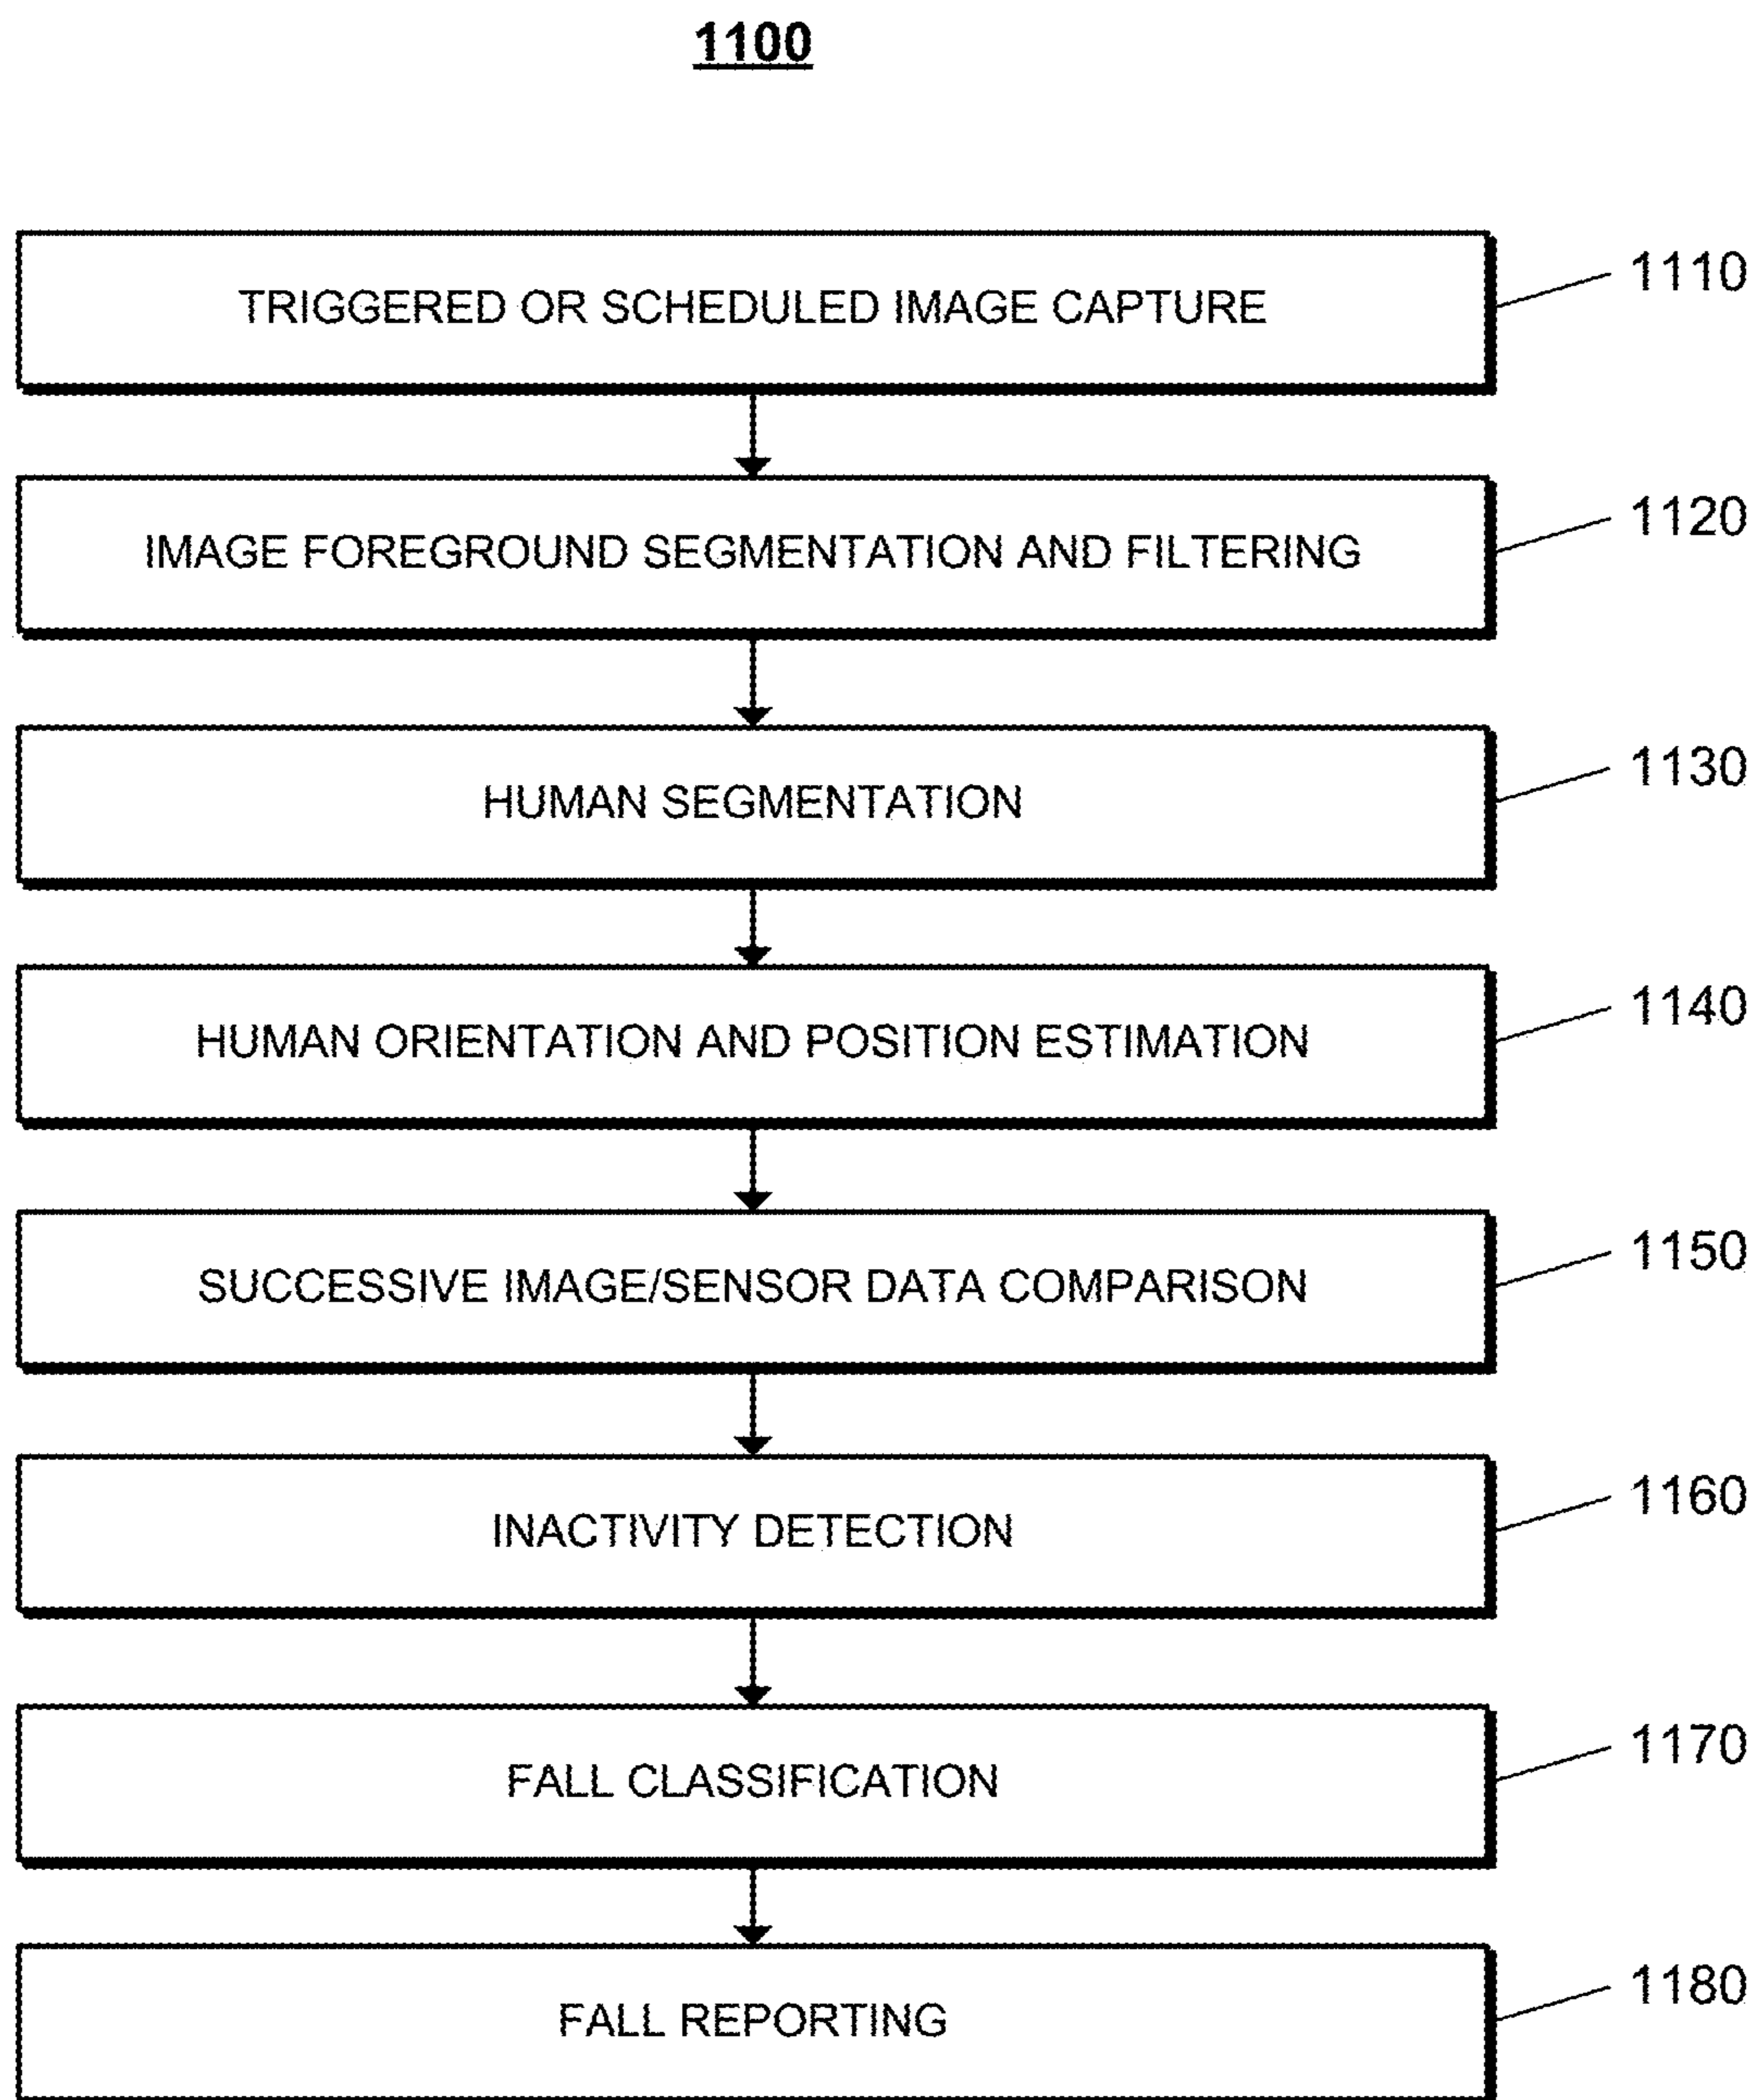 1100
TRIGGERED OR SCHEDULED IMAGE CAPTURE
1110
IMAGE FOREGROUND SEGMENTATION AND FILTERING
1120
HUMAN SEGMENTATION
1130
HUMAN ORIENTATION AND POSITION ESTIMATION
1140
SUCCESSIVE IMAGE/SENSOR DATA COMPARISON
1150
INACTIVITY DETECTION
1160
FALL CLASSIFICATION
1170
FALL REPORTING
1180